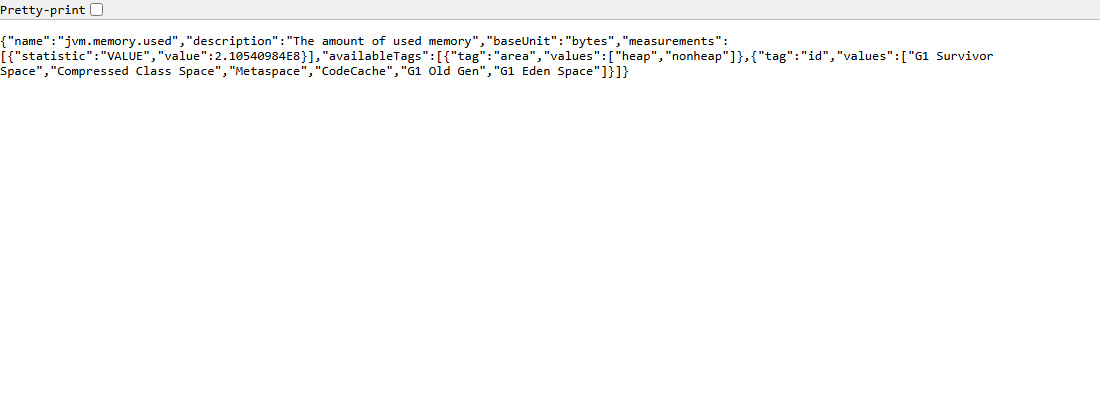 Pretty-print
{"name":"jvm.memory.used","description":"The amount of used memory","baseUnit":"bytes","measurements":
[{"statistic":"VALUE","value":2.10540984E8}],"availableTags":[{"tag":"area","values":["heap","nonheap"]},{"tag":"id","values":["G1 Survivor
Space","Compressed Class Space","Metaspace","CodeCache","G1 Old Gen","G1 Eden Space"]}]}